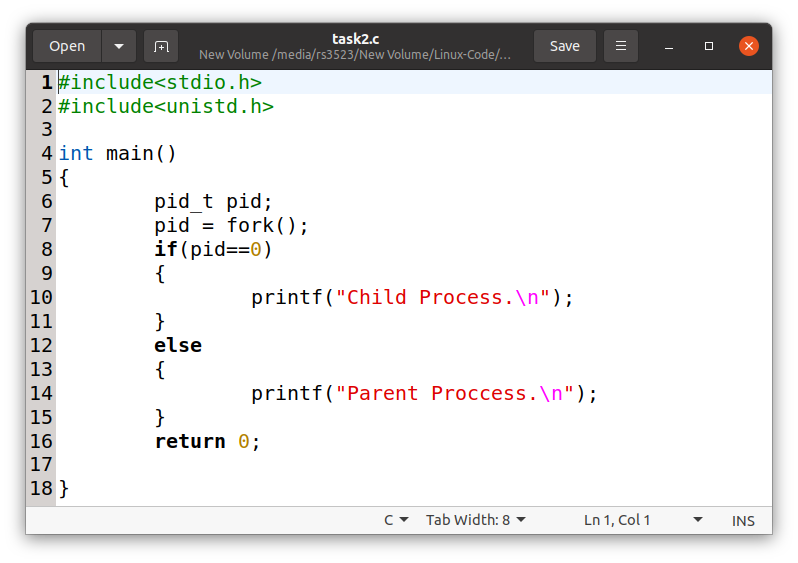 Open
task2.c
New Volume /media/rs3523/New Volume/Linux-Code/...
Save
1 #include<stdio.h>
2 #include<unistd.h>
3
4 int main()
5 {
6         pid_t pid;
7         pid = fork();
8         if(pid==0)
9         {
10                 printf("Child Process.\n");
11         }
12         else
13         {
14                 printf("Parent Proccess.\n");
15         }
16         return 0;
17
18 }
C Tab Width: 8 Ln 1, Col 1 INS